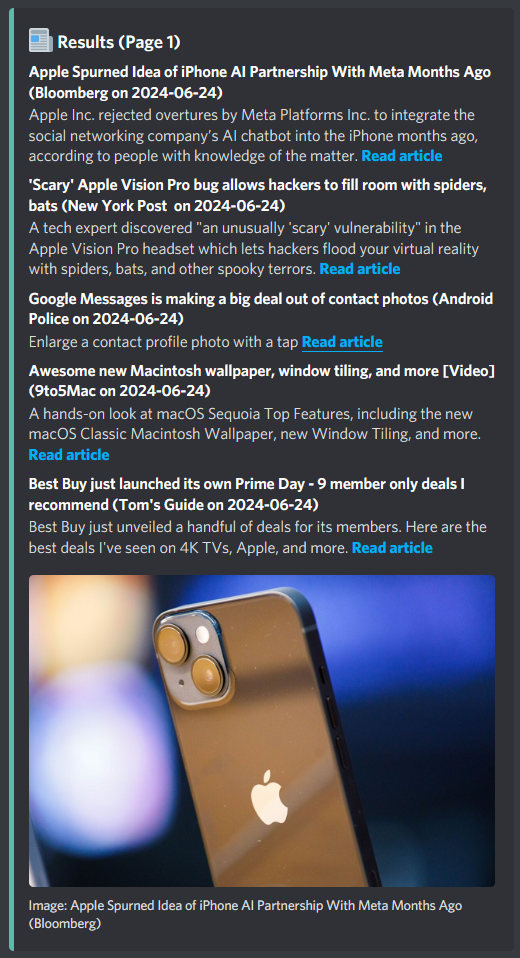 Results (Page 1)
Apple Spurned Idea of iPhone AI Partnership With Meta Months Ago
(Bloomberg on 2024-06-24)
Apple Inc. rejected overtures by Meta Platforms Inc. to integrate the
social networking company's AI chatbot into the iPhone months ago,
according to people with knowledge of the matter. Read article
'Scary' Apple Vision Pro bug allows hackers to fill room with spiders,
bats (New York Post  on 2024-06-24)
A tech expert discovered "an unusually 'scary' vulnerability" in the
Apple Vision Pro headset which lets hackers flood your virtual reality
with spiders, bats, and other spooky terrors. Read article
Google Messages is making a big deal out of contact photos (Android
Police on 2024-06-24)
Enlarge a contact profile photo with a tap Read article
Awesome new Macintosh wallpaper, window tiling, and more [Video]
(9to5Mac on 2024-06-24)
A hands-on look at macOS Sequoia Top Features, including the new
macOS Classic Macintosh Wallpaper, new Window Tiling, and more.
Read article
Best Buy just launched its own Prime Day - 9 member only deals I
recommend (Tom's Guide on 2024-06-24)
Best Buy just unveiled a handful of deals for its members. Here are the
best deals I've seen on 4K TVs, Apple, and more. Read article
Image: Apple Spurned Idea of iPhone AI Partnership With Meta Months Ago
(Bloomberg)